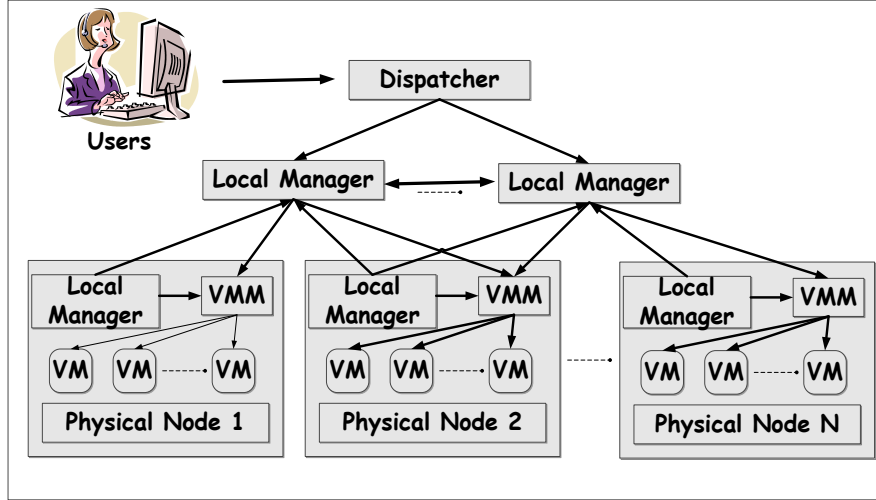 Dispatcher
Users
Local Manager
Local Manager
Local
Manager
VMM
VM
VM
VM
Physical Node 1
Local
Manager
VMM
VM
VM
VM
Physical Node 2
Local
Manager
VMM
VM
VM
VM
Physical Node N